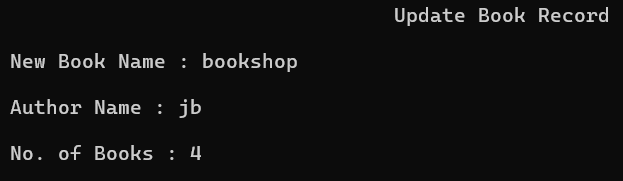 Update Book Record
New Book Name : bookshop
Author Name : jb
No. of Books : 4